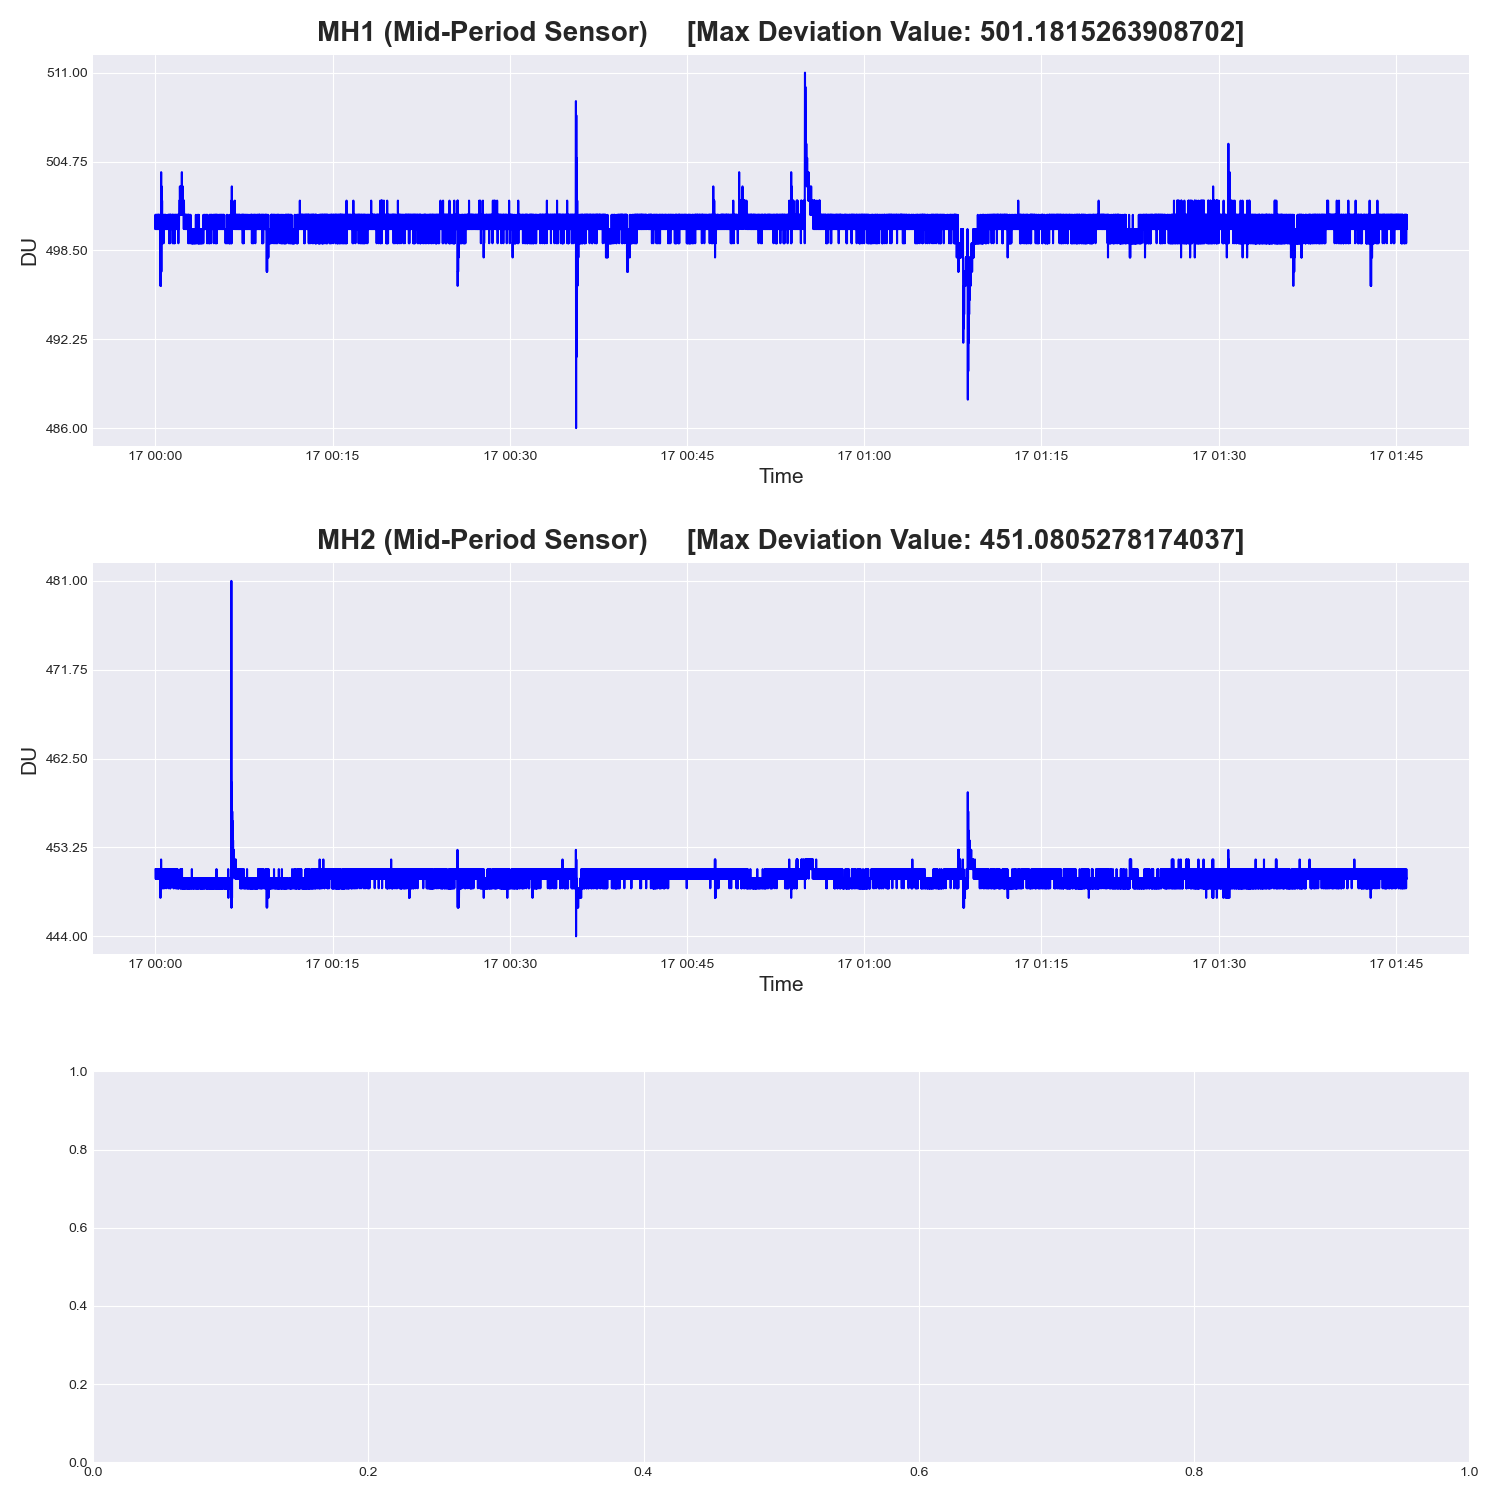 MH1 (Mid-Period Sensor) [Max Deviation Value: 501.1815263908702]
511.00
504.75
498.50
492.25
486.00
DU
17 00:00 17 00:15 17 00:30 17 00:45 17 01:00 17 01:15 17 01:30 17 01:45
Time
MH2 (Mid-Period Sensor) [Max Deviation Value: 451.0805278174037]
481.00
471.75
462.50
453.25
444.00
DU
17 00:00 17 00:15 17 00:30 17 00:45 17 01:00 17 01:15 17 01:30 17 01:45
Time
1.0
0.8
0.6
0.4
0.2
0.0
0.0 0.2 0.4 0.6 0.8 1.0